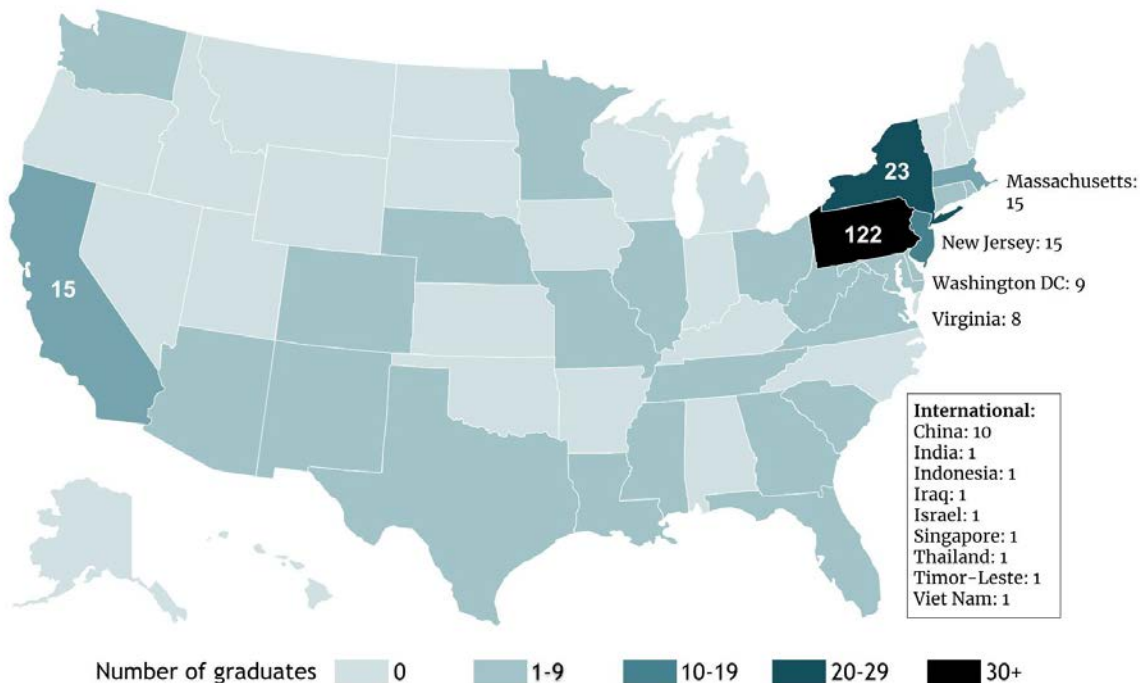 23
Massachusetts:
15
122
New Jersey: 15
15
Washington DC: 9
Virginia: 8
International:
China: 10
India: 1
Indonesia: 1
Iraq: 1
Israel: 1
Singapore: 1
Thailand: 1
Timor-Leste: 1
Viet Nam: 1
Number of graduates 0 1-9 10-19 20-29 30+